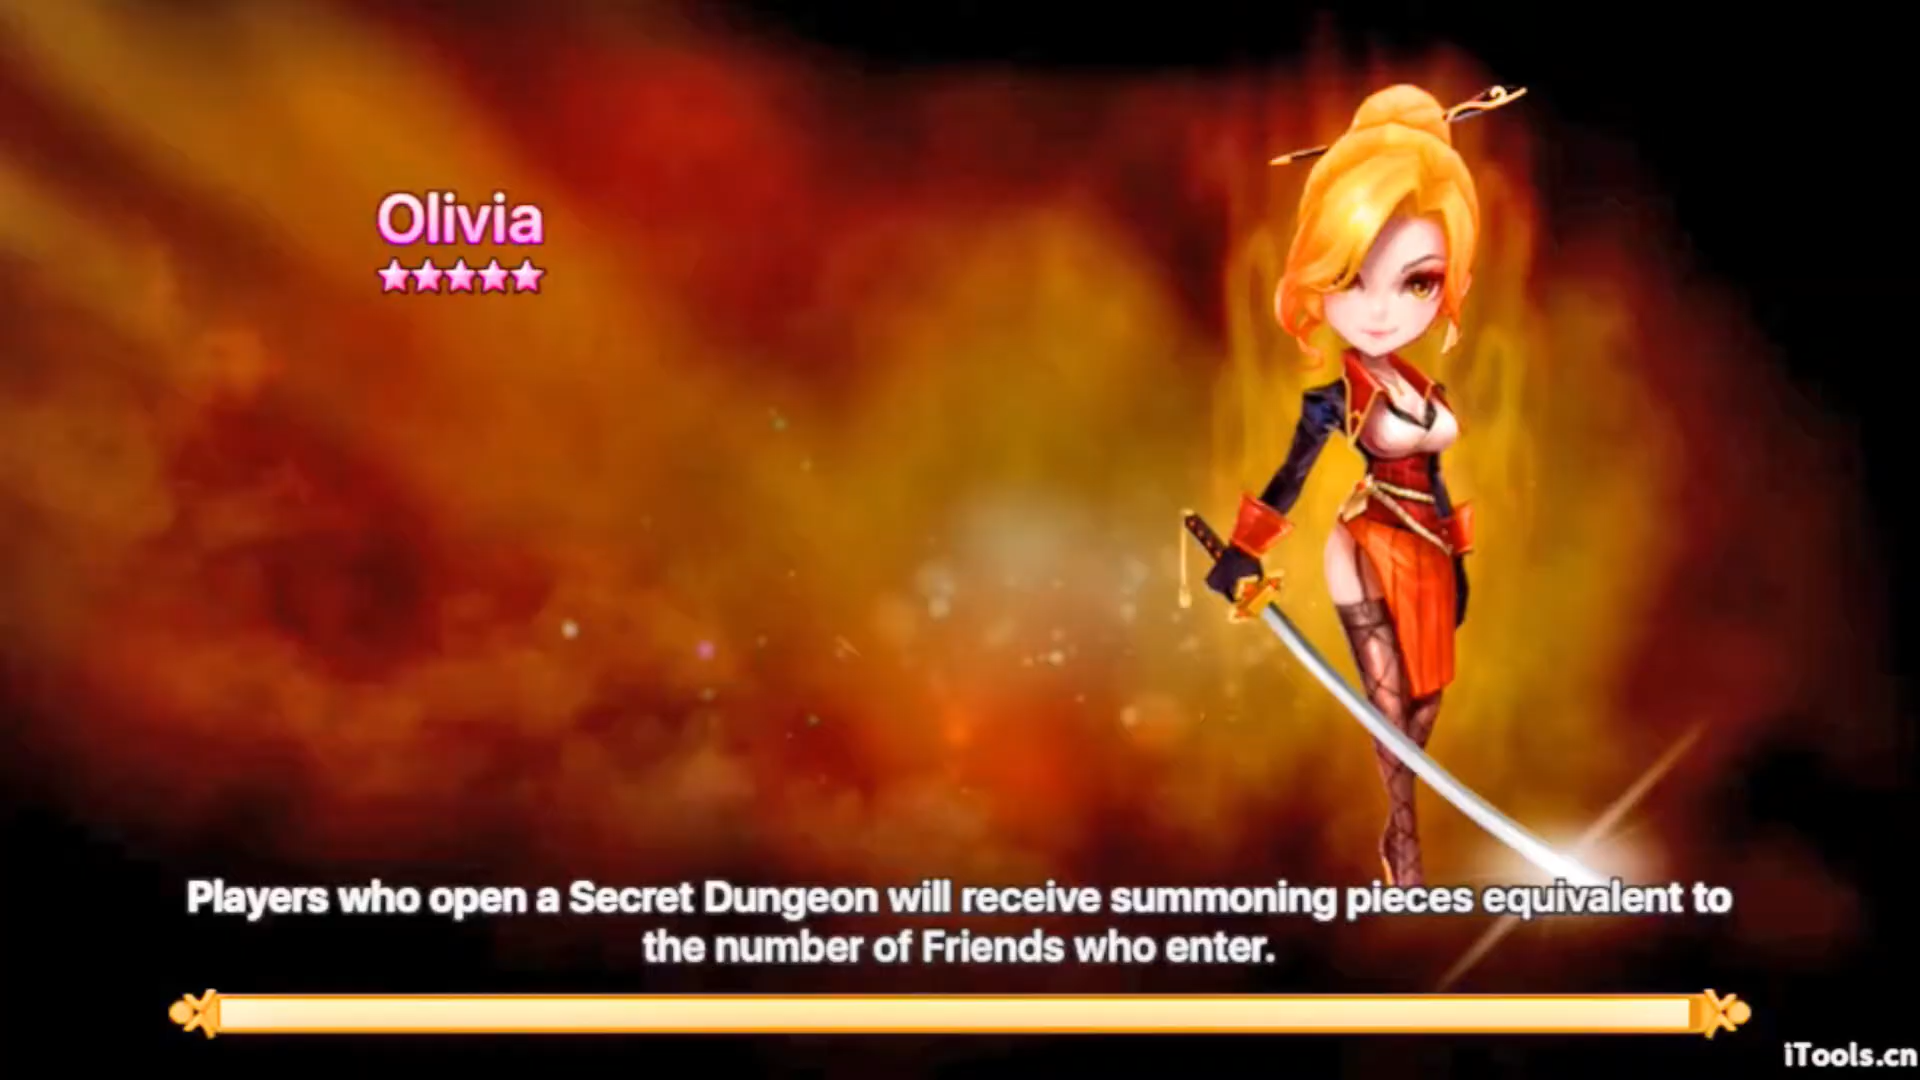 Olivia
Players who open a Secret Dungeon will receive summoning pieces equivalent to
the number of Friends who enter.
iTools.cn